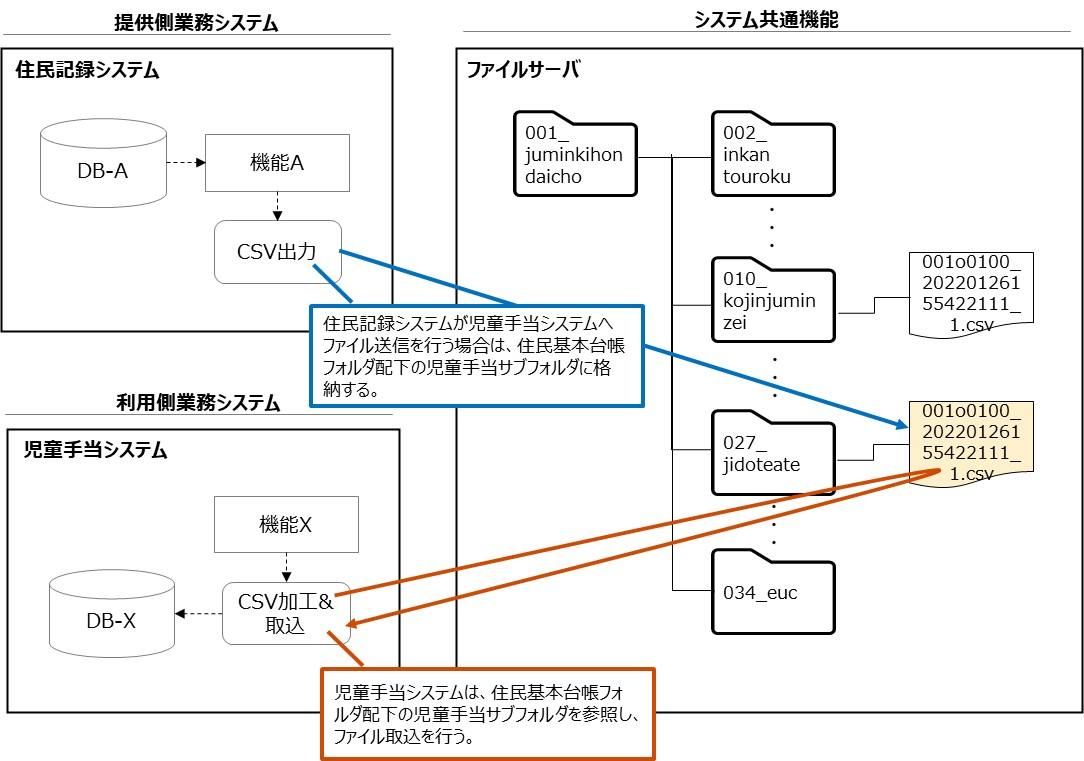 提供側業務システム
住民記録システム
DB-A
機能A
CSV出力
住民記録システムが児童手当システムへ
ファイル送信を行う場合は、住民基本台帳
フォルダ配下の児童手当サブフォルダに格
納する。
利用側業務システム
児童手当システム
機能X
CSV加工&
取込
DB-X
児童手当システムは、住民基本台帳フォ
ルダ配下の児童手当サブフォルダを参照し、
ファイル取込を行う。
システム共通機能
ファイルサーバ
001_
juminkihon
daicho
002_
inkan
touroku
010_
kojinjumin
zei
001o0100_
202201261
55422111_
1.csv
027_
jidoteate
001o0100_
202201261
55422111_
1.csv
034_euc